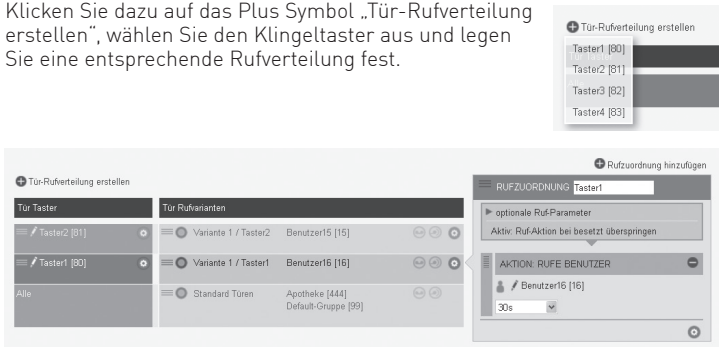 Klicken Sie dazu auf das Plus Symbol „Tür-Rufverteilung
erstellen“, wählen Sie den Klingeltaster aus und legen
Sie eine entsprechende Rufverteilung fest.
Tür-Rufverteilung erstellen
Taster1 [80]
Taster2 [81]
Taster3 [82]
Taster4 [83]
Rufzuordnung hinzufügen
Tür-Rufverteilung erstellen
Tür Taster
Tür Rufvarianten
Taster2 [81]
Variante 1 / Taster2 Benutzer15 [15]
Taster1 [80]
Variante 1 / Taster1 Benutzer16 [16]
Alle
Standard Türen Apotheke [444]
Default-Gruppe [99]
RUFZUORDNUNG Taster1
optionale Ruf-Parameter
Aktiv: Ruf-Aktion bei besetzt überspringen
AKTION: RUFE BENUTZER
Benutzer16 [16]
30s